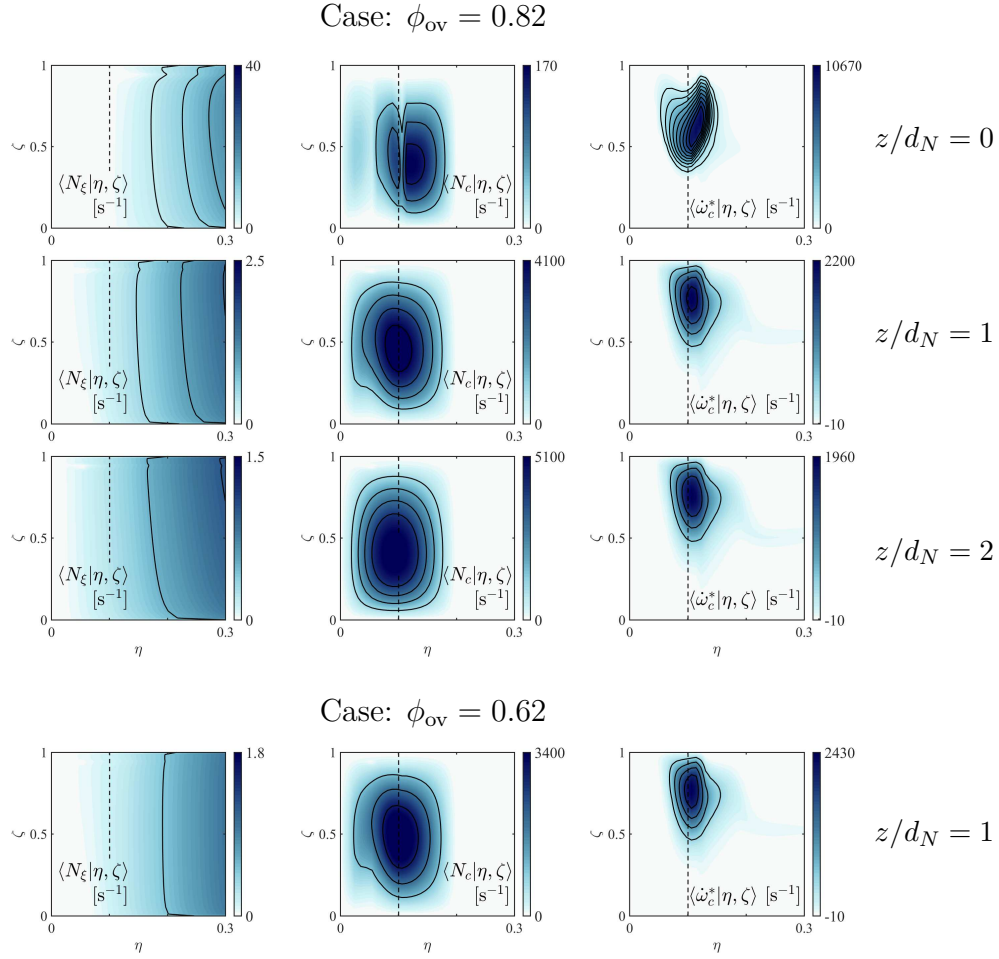 Case: ϕ_ov = 0.82
1 0.5 0 ζ 0 0.3 40 0 ⟨N_ξ|η, ζ⟩ [s⁻¹]
1 0.5 0 ζ 0 0.3 170 0 ⟨N_c|η, ζ⟩ [s⁻¹]
1 0.5 0 ζ 0 0.3 10670 0 ⟨ω̇_c^*|η, ζ⟩ [s⁻¹]
z/d_N = 0
1 0.5 0 ζ 0 0.3 2.5 0 ⟨N_ξ|η, ζ⟩ [s⁻¹]
1 0.5 0 ζ 0 0.3 4100 0 ⟨N_c|η, ζ⟩ [s⁻¹]
1 0.5 0 ζ 0 0.3 2200 -10 ⟨ω̇_c^*|η, ζ⟩ [s⁻¹]
z/d_N = 1
1 0.5 0 ζ 0 0.3 η 1.5 0 ⟨N_ξ|η, ζ⟩ [s⁻¹]
1 0.5 0 ζ 0 0.3 η 5100 0 ⟨N_c|η, ζ⟩ [s⁻¹]
1 0.5 0 ζ 0 0.3 η 1960 -10 ⟨ω̇_c^*|η, ζ⟩ [s⁻¹]
z/d_N = 2
Case: ϕ_ov = 0.62
1 0.5 0 ζ 0 0.3 η 1.8 0 ⟨N_ξ|η, ζ⟩ [s⁻¹]
1 0.5 0 ζ 0 0.3 η 3400 0 ⟨N_c|η, ζ⟩ [s⁻¹]
1 0.5 0 ζ 0 0.3 η 2430 -10 ⟨ω̇_c^*|η, ζ⟩ [s⁻¹]
z/d_N = 1